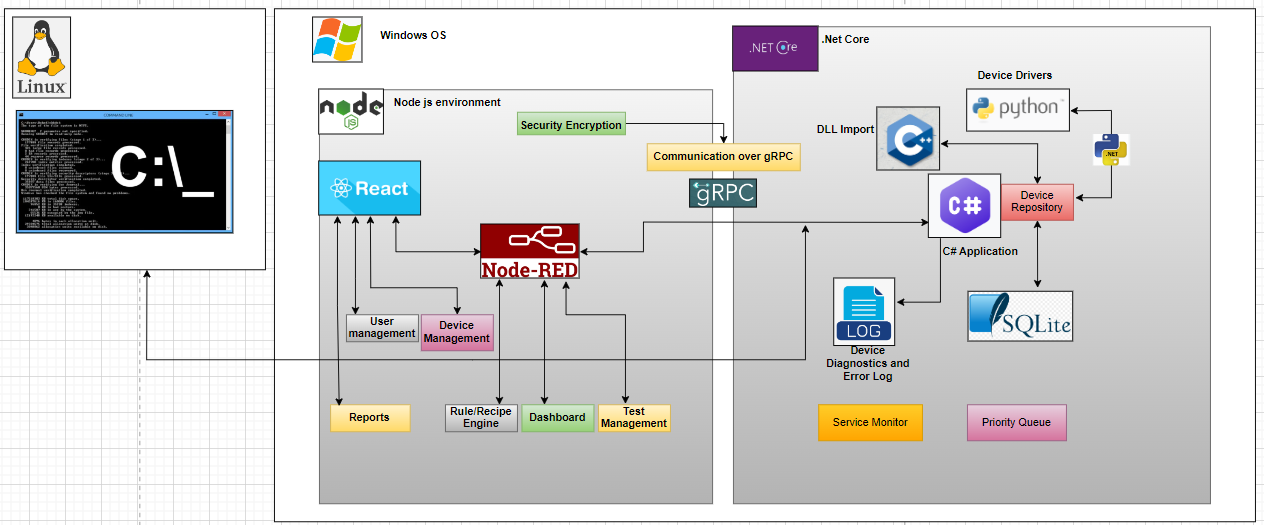 Linux
COMMAND LINE
C:\_
Windows OS
.NET Core
.Net Core
node
JS
Node js environment
Security Encryption
Communication over gRPC
gRPC
React
Node-RED
User
management
Device
Management
Reports
Rule/Recipe
Engine
Dashboard
Test
Management
Device Drivers
python
DLL Import
C++
.NET
C#
Device
Repository
C# Application
LOG
Device
Diagnostics and
Error Log
SQLite
Service Monitor
Priority Queue